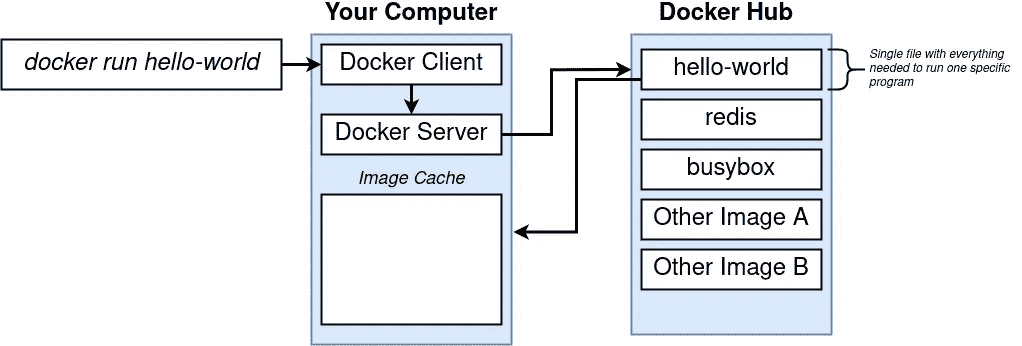 Your Computer
Docker Hub
docker run hello-world
Docker Client
Docker Server
Image Cache
hello-world
redis
busybox
Other Image A
Other Image B
Single file with everything
needed to run one specific
program